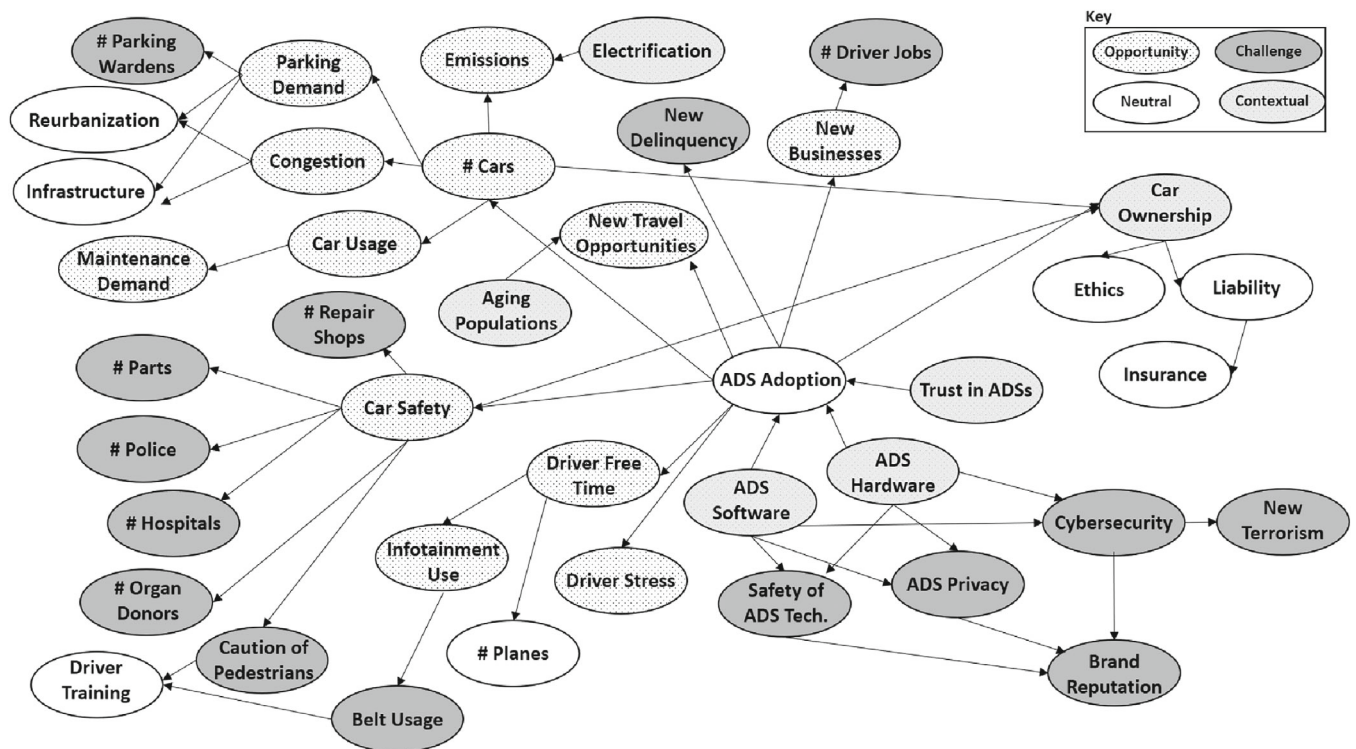 Key
Opportunity
Challenge
Neutral
Contextual
# Parking
Wardens
Parking
Demand
Emissions
Electrification
# Driver Jobs
Reurbanization
New
Delinquency
New
Businesses
Congestion
# Cars
Infrastructure
Car
Ownership
Car Usage
New Travel
Opportunities
Maintenance
Demand
Ethics
Liability
Aging
Populations
# Repair
Shops
# Parts
ADS Adoption
Insurance
Trust in ADSs
Car Safety
# Police
Driver Free
Time
ADS
Hardware
ADS
Software
# Hospitals
Cybersecurity
New
Terrorism
Infotainment
Use
Driver Stress
ADS Privacy
# Organ
Donors
Safety of
ADS Tech.
Caution of
Pedestrians
# Planes
Driver
Training
Brand
Reputation
Belt Usage